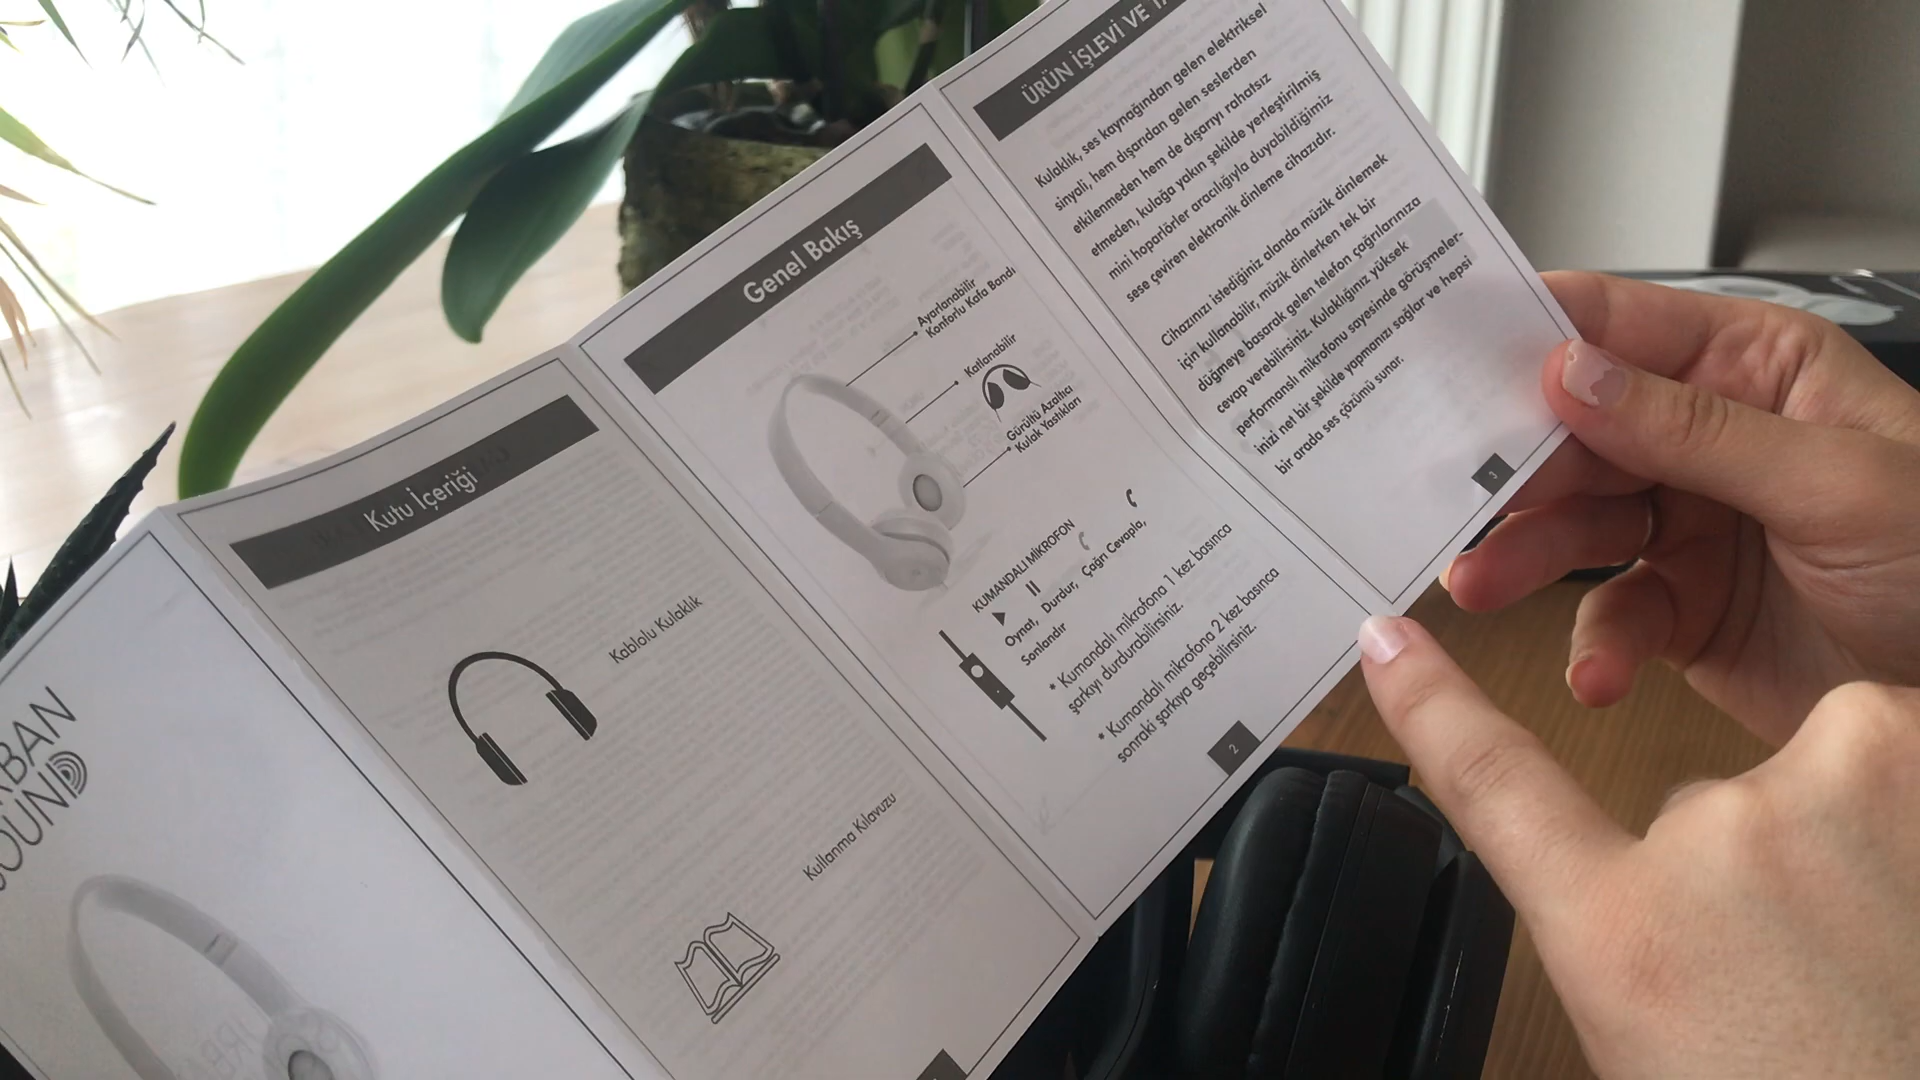 Kutu İçeriği
Kablolu Kulaklık
Kullanma Kılavuzu
Genel Bakış
Ayarlanabilir
Konforlu Kafa Bandı
Katlanabilir
Gürültü Azaltıcı
Kulak Yastıkları
KUMANDALI MİKROFON
Oynat, Durdur, Çağrı Cevapla,
Sonlandır
* Kumandalı mikrofona 1 kez basınca
şarkıyı durdurabilirsiniz.
* Kumandalı mikrofona 2 kez basınca
sonraki şarkıya geçebilirsiniz.
2
ÜRÜN İŞLEVİ VE
Kulaklık, ses kaynağından gelen elektriksel
sinyali, hem dışarıdan gelen seslerden
etkilenmeden hem de dışarıyı rahatsız
etmeden, kulağa yakın şekilde yerleştirilmiş
mini hoparlörler aracılığıyla duyabildiğimiz
sese çeviren elektronik dinleme cihazıdır.
Cihazınızı istediğiniz alanda müzik dinlemek
için kullanabilir, müzik dinlerken tek bir
düğmeye basarak gelen telefon çağrılarınıza
cevap verebilirsiniz. Kulaklığınız yüksek
performanslı mikrofonu sayesinde görüşmeler-
inizi net bir şekilde yapmanızı sağlar ve hepsi
bir arada ses çözümü sunar.
3